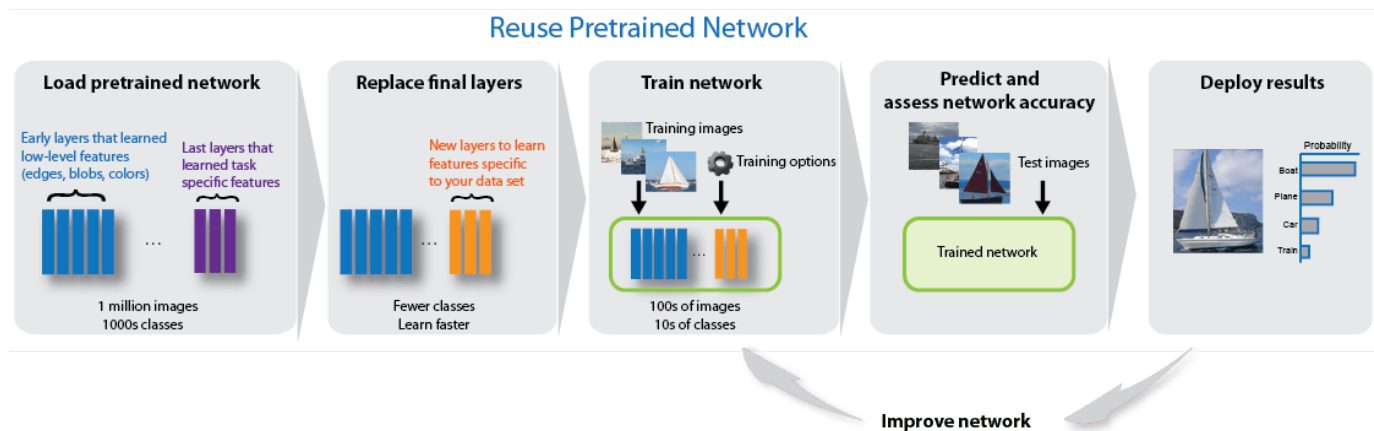 Reuse Pretrained Network
Load pretrained network
Early layers that learned
low-level features
(edges, blobs, colors)
Last layers that
learned task
specific features
...
1 million images
1000s classes
Replace final layers
New layers to learn
features specific
to your data set
...
Fewer classes
Learn faster
Train network
Training images
Training options
...
100s of images
10s of classes
Predict and
assess network accuracy
Test images
Trained network
Deploy results
Probability
Boat
Plane
Car
Train
Improve network